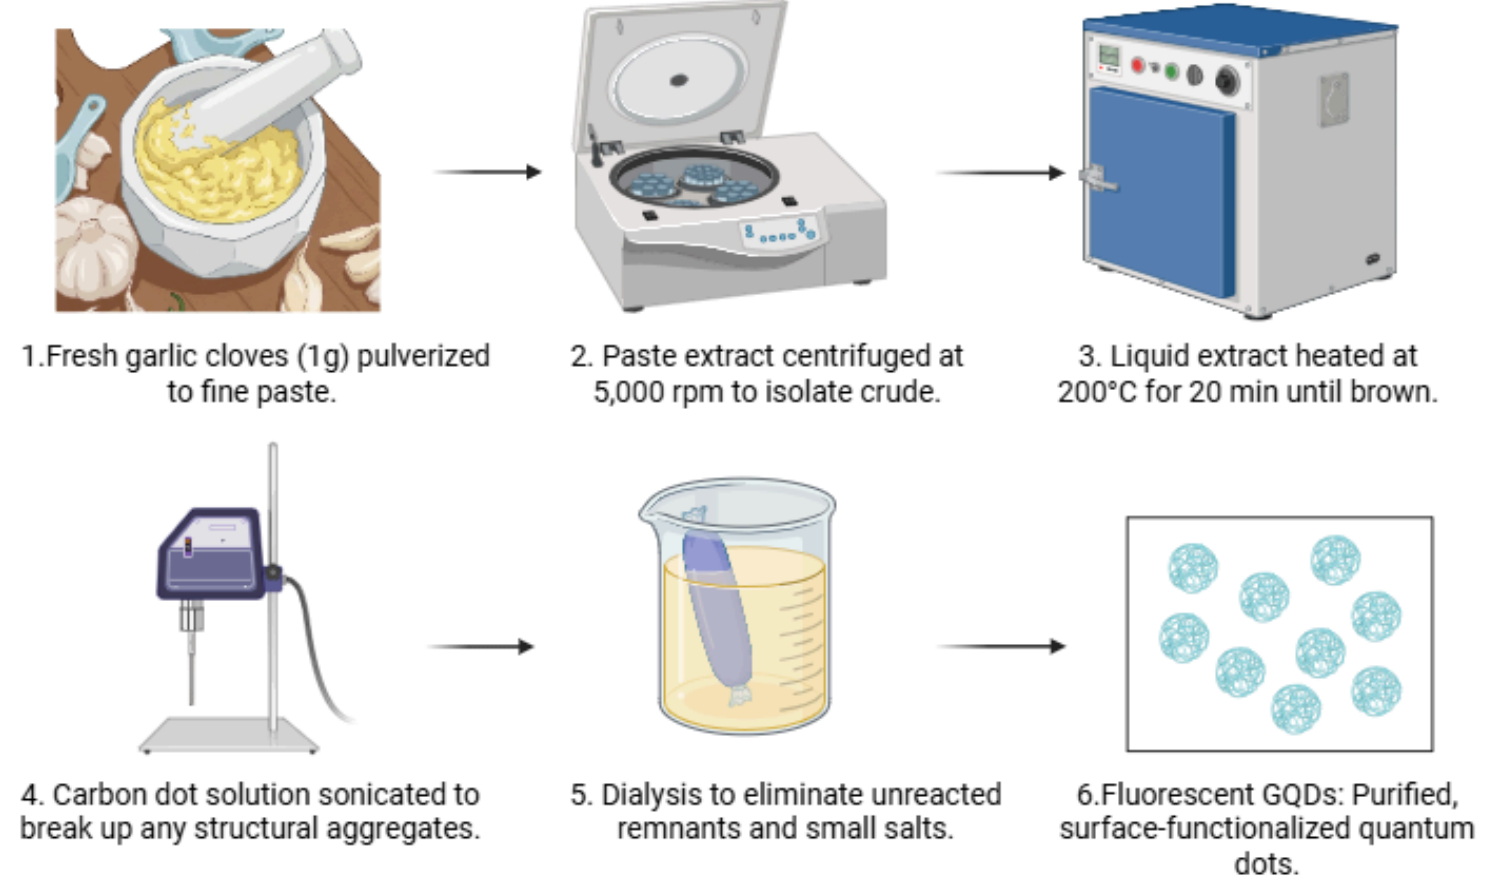 1.Fresh garlic cloves (1g) pulverized
to fine paste.
2. Paste extract centrifuged at
5,000 rpm to isolate crude.
3. Liquid extract heated at
200°C for 20 min until brown.
4. Carbon dot solution sonicated to
break up any structural aggregates.
5. Dialysis to eliminate unreacted
remnants and small salts.
6.Fluorescent GQDs: Purified,
surface-functionalized quantum
dots.